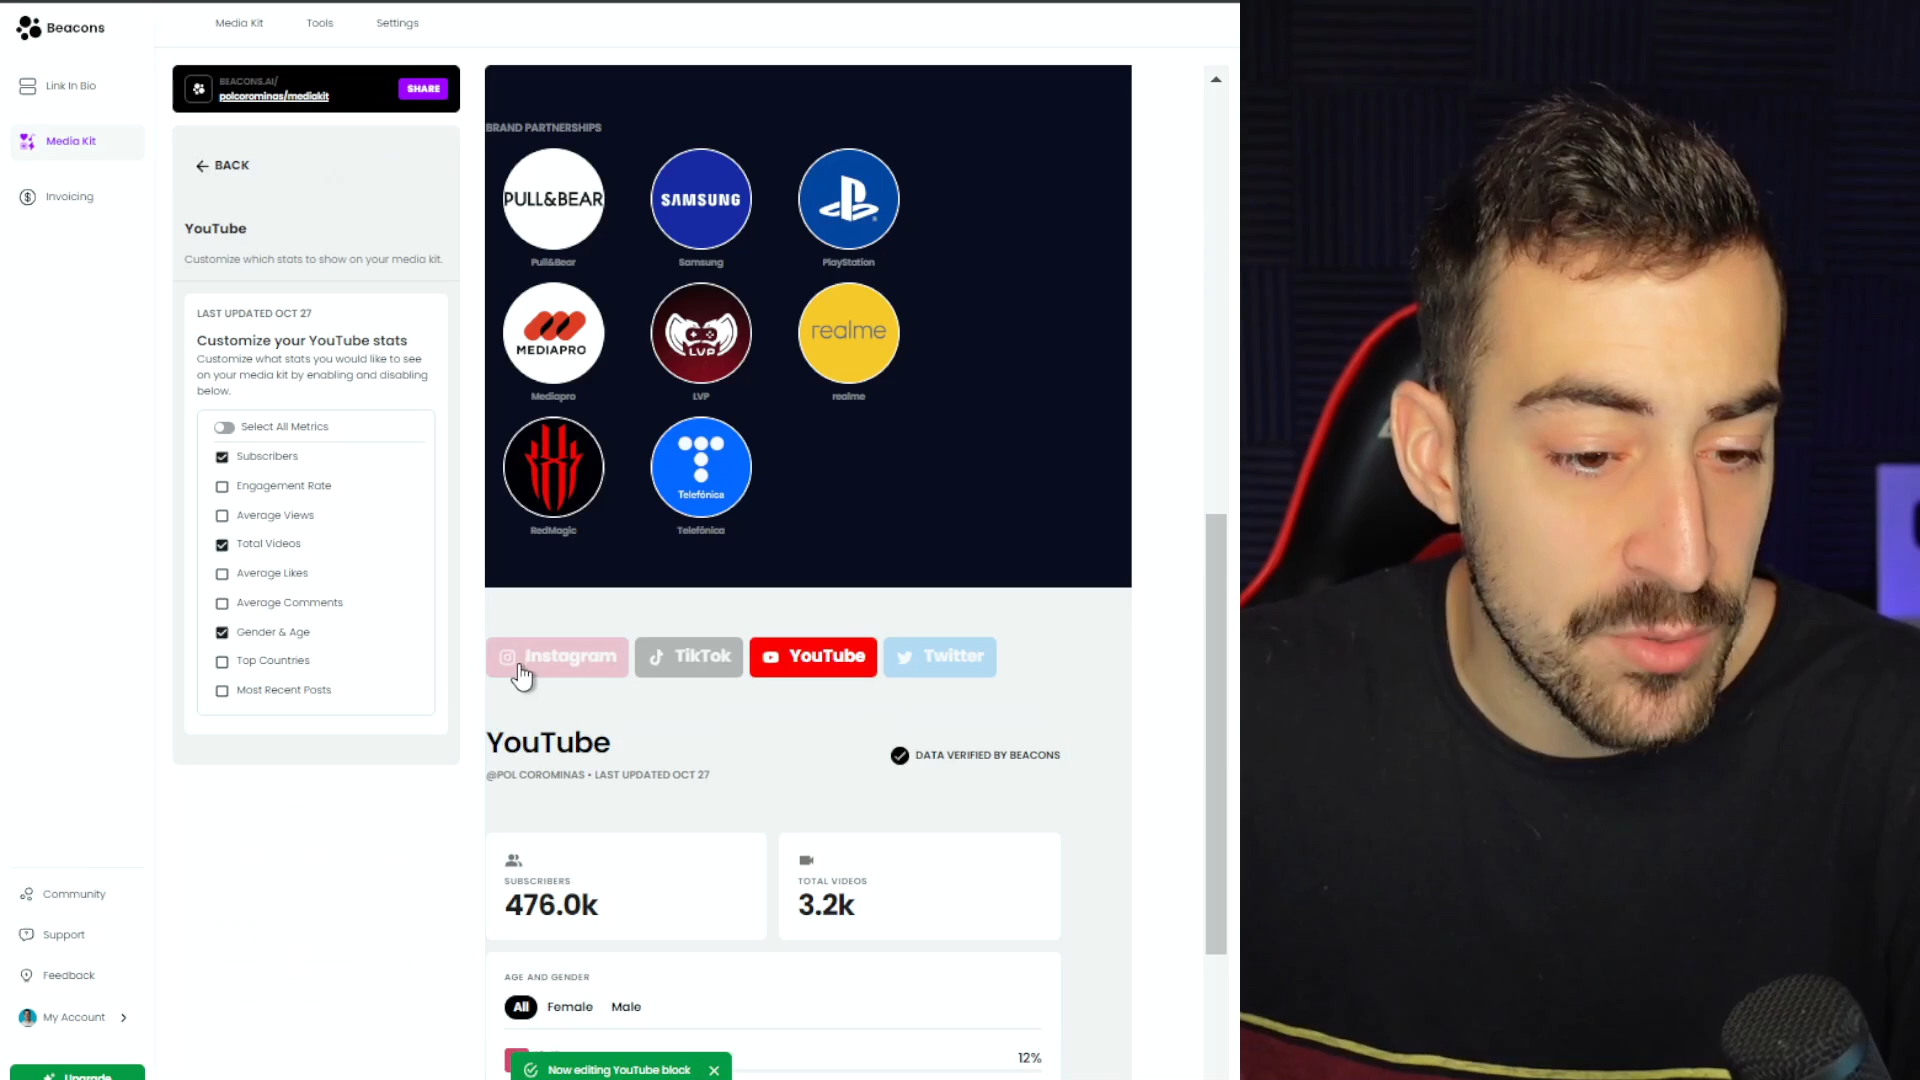 Beacons
Media Kit
Tools
Settings
Link In Bio
Media Kit
Invoicing
BEACONS.AI/
polcorominas/mediakit
SHARE
BACK
YouTube
Customize which stats to show on your media kit.
LAST UPDATED OCT 27
Customize your YouTube stats
Customize what stats you would like to see
on your media kit by enabling and disabling
below.
Select All Metrics
Subscribers
Engagement Rate
Average Views
Total Videos
Average Likes
Average Comments
Gender & Age
Top Countries
Most Recent Posts
BRAND PARTNERSHIPS
PULL&BEAR
SAMSUNG
Pull&Bear
Samsung
PlayStation
MEDIAPRO
LVP
realme
Mediapro
LVP
realme
Telefónica
RedMagic
Telefónica
Instagram
TikTok
YouTube
Twitter
YouTube
DATA VERIFIED BY BEACONS
@POL COROMINAS • LAST UPDATED OCT 27
SUBSCRIBERS
476.0k
TOTAL VIDEOS
3.2k
AGE AND GENDER
All
Female
Male
12%
Now editing YouTube block
Community
Support
Feedback
My Account
Upgrade